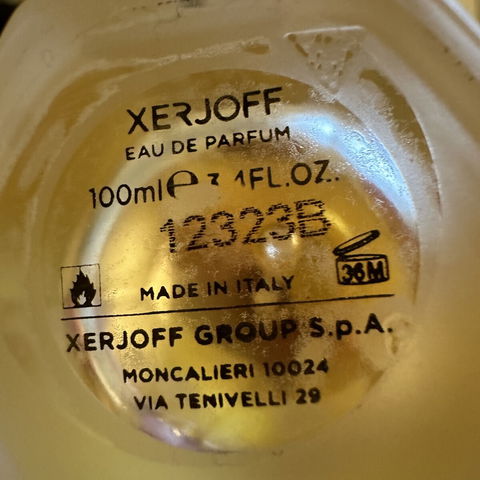 XERJOFF
EAU DE PARFUM
100ml ℮ 3.4FL.OZ.
12323B
36M
MADE IN ITALY
XERJOFF GROUP S.p.A.
MONCALIERI 10024
VIA TENIVELLI 29